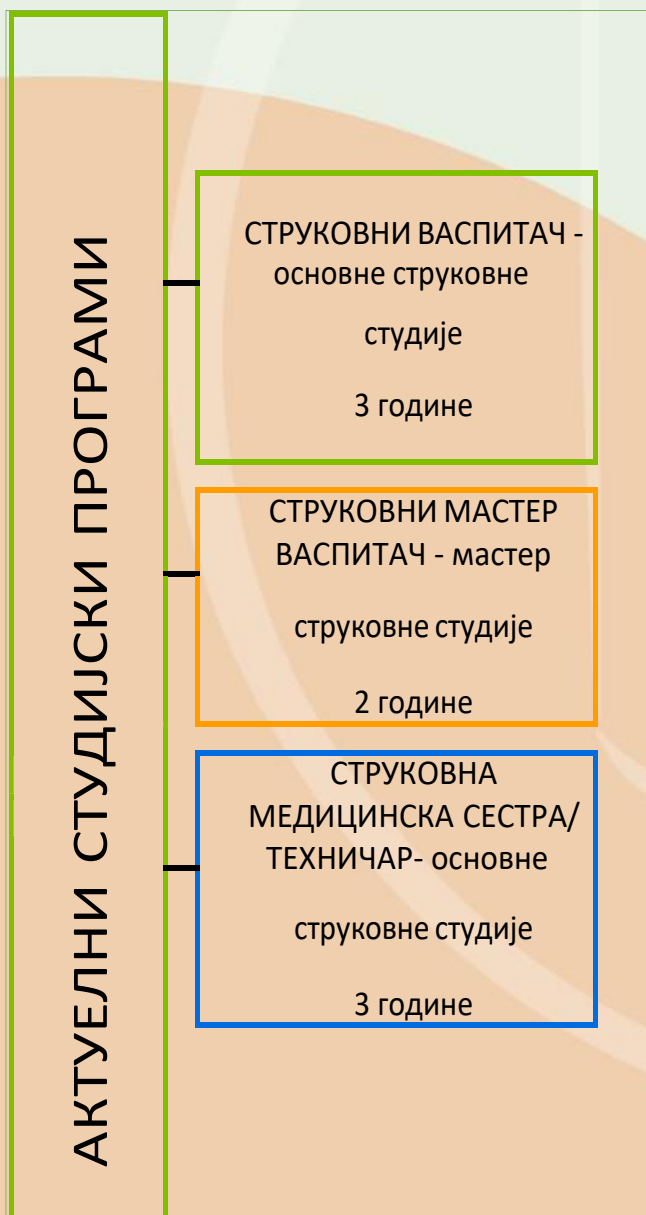 АКТУЕЛНИ СТУДИЈСКИ ПРОГРАМИ
СТРУКОВНИ ВАСПИТАЧ -
основне струковне
студије
3 године
СТРУКОВНИ МАСТЕР
ВАСПИТАЧ - мастер
струковне студије
2 године
СТРУКОВНА
МЕДИЦИНСКА СЕСТРА/
ТЕХНИЧАР- основне
струковне студије
3 године